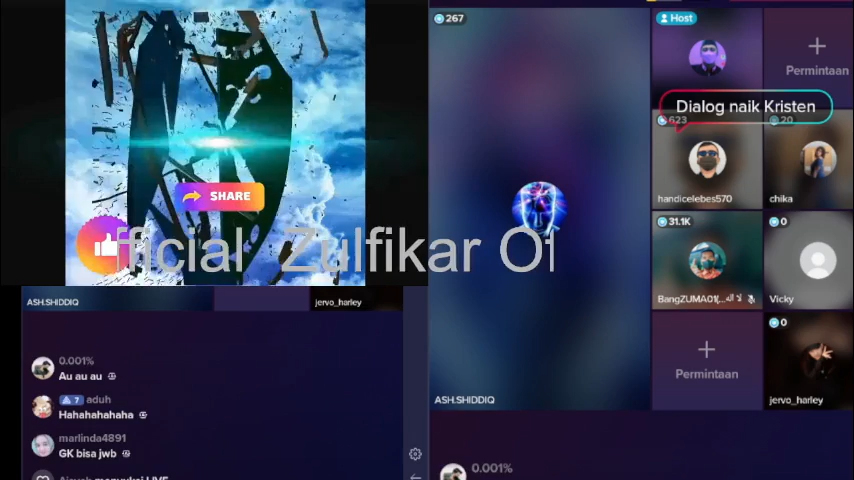 SHARE
fficial Zulfikar Of
ASH.SHIDDIQ
jervo_harley
0.001%
Au au au
7 aduh
Hahahahahaha
marlinda4891
GK bisa jwb
267
Host
Permintaan
Dialog naik Kristen
623
20
handicelebes570
chika
31.1K
0
BangZUMA01(...
Vicky
Permintaan
0
jervo_harley
ASH.SHIDDIQ
0.001%